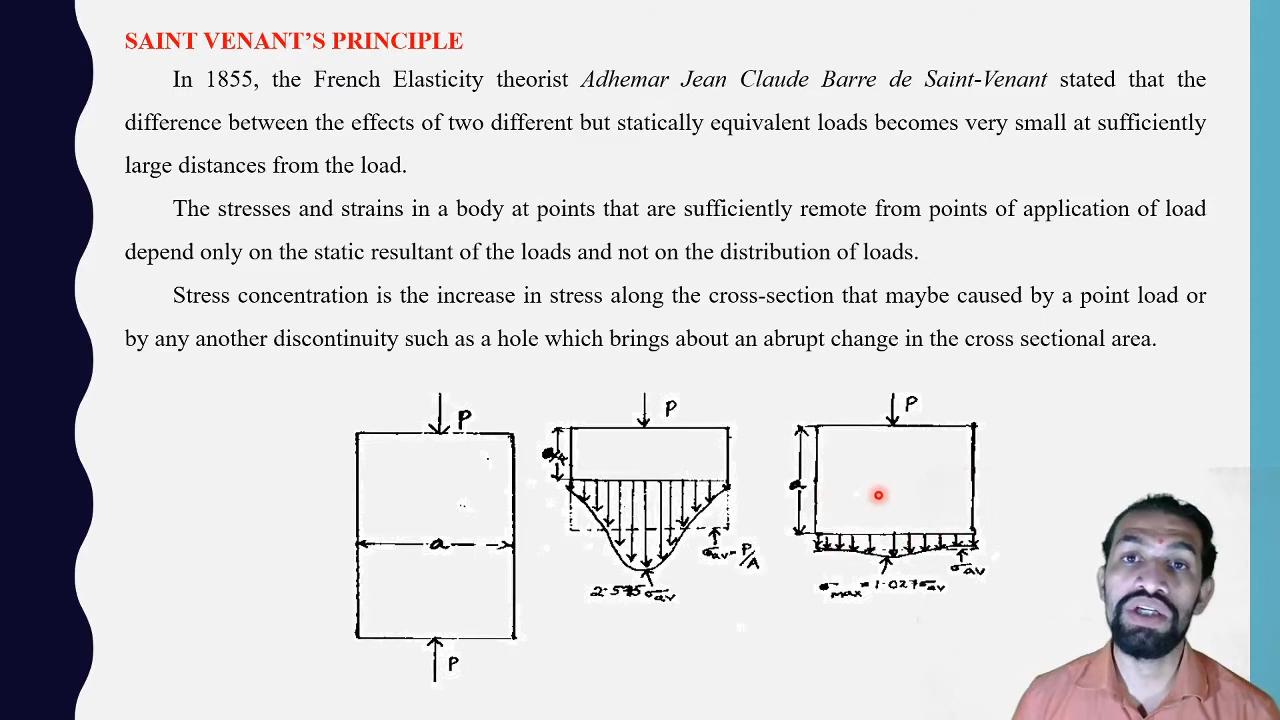 SAINT VENANT’S PRINCIPLE
In 1855, the French Elasticity theorist Adhemar Jean Claude Barre de Saint-Venant stated that the
difference between the effects of two different but statically equivalent loads becomes very small at sufficiently
large distances from the load.
The stresses and strains in a body at points that are sufficiently remote from points of application of load
depend only on the static resultant of the loads and not on the distribution of loads.
Stress concentration is the increase in stress along the cross-section that maybe caused by a point load or
by any another discontinuity such as a hole which brings about an abrupt change in the cross sectional area.
P
P
P
a
a
σav = P/A
σav
σmax = 1.027σav
P